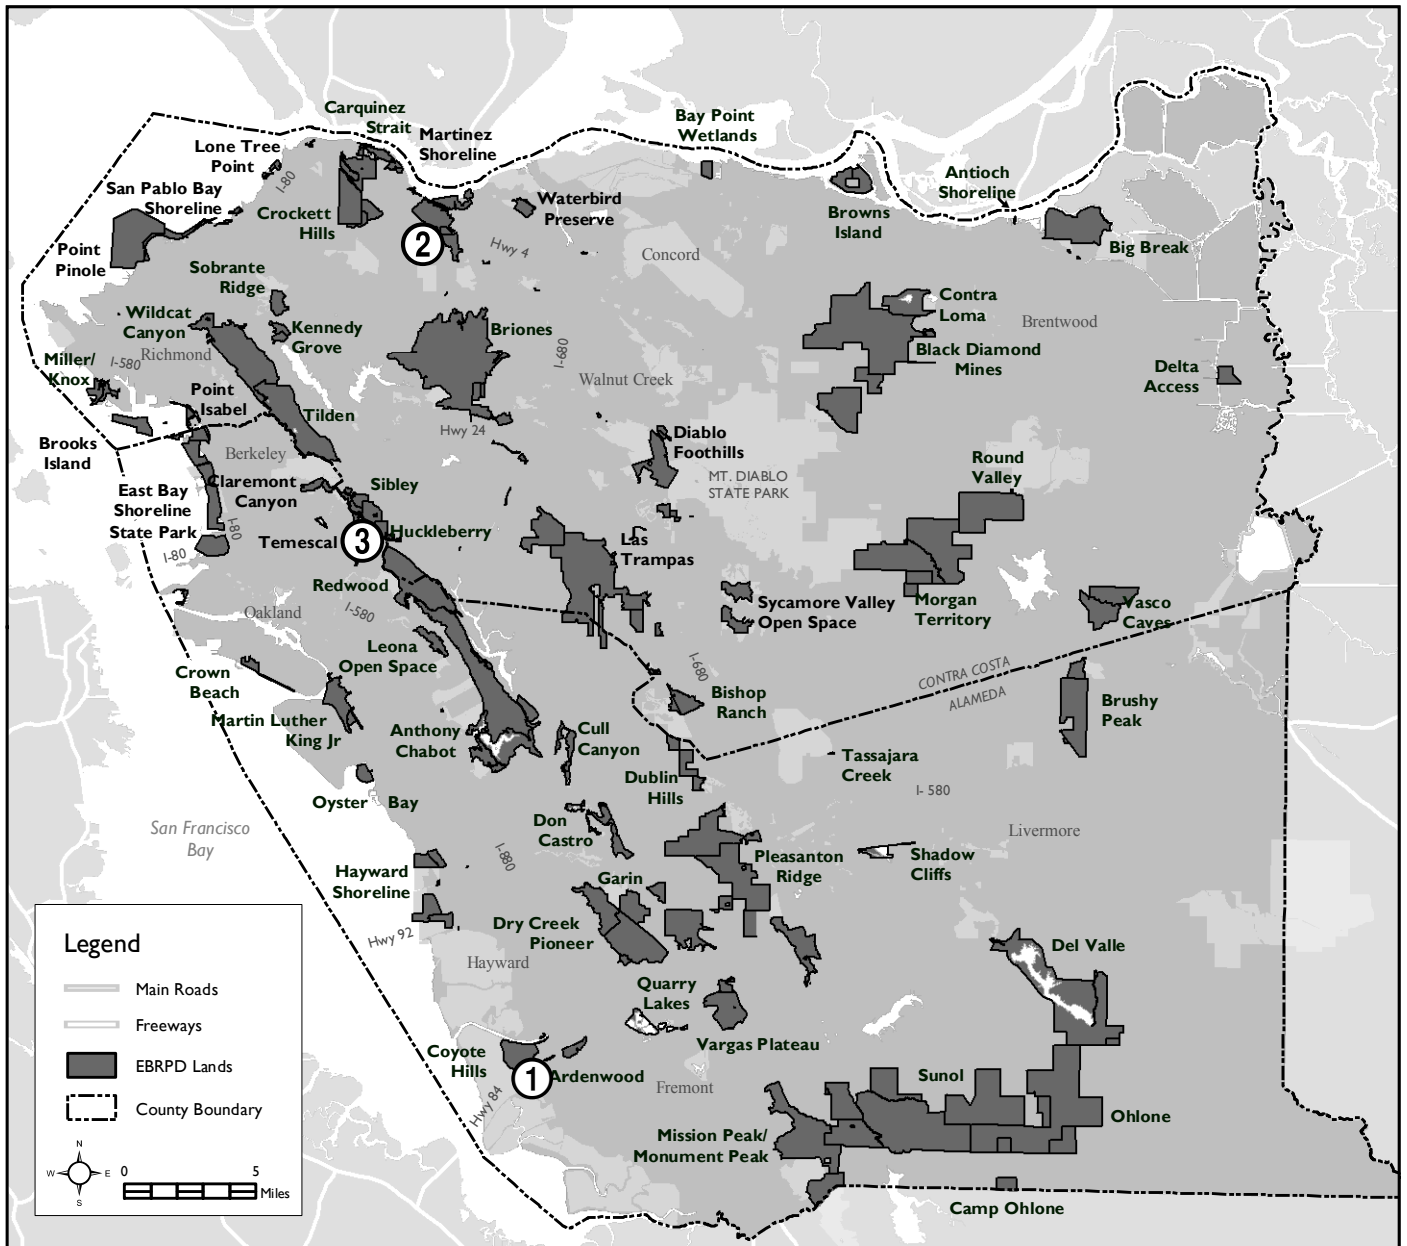 Carquinez
Strait
Martinez
Shoreline
Bay Point
Wetlands
Lone Tree
Point
I-80
San Pablo Bay
Shoreline
Crockett
Hills
Waterbird
Preserve
Antioch
Shoreline
Browns
Island
Big Break
Point
Pinole
2
Hwy 4
Concord
Sobrante
Ridge
Wildcat
Canyon
Kennedy
Grove
Briones
Contra
Loma
Brentwood
Richmond
I-580
Miller/
Knox
I-680
Walnut Creek
Black Diamond
Mines
Delta
Access
Point
Isabel
Tilden
Hwy 24
Diablo
Foothills
Brooks
Island
Berkeley
MT. DIABLO
STATE PARK
Round
Valley
Claremont
Canyon
Sibley
East Bay
Shoreline
State Park
I-80
I-80
Temescal
3
Huckleberry
Las
Trampas
Redwood
Oakland
I-580
Sycamore Valley
Open Space
Morgan
Territory
Vasco
Caves
Leona
Open Space
Crown
Beach
I-680
CONTRA COSTA
ALAMEDA
Bishop
Ranch
Brushy
Peak
Martin Luther
King Jr
Anthony
Chabot
Cull
Canyon
Tassajara
Creek
Dublin
Hills
Oyster Bay
I- 580
San Francisco
Bay
Don
Castro
Livermore
I-880
Pleasanton
Ridge
Shadow
Cliffs
Hayward
Shoreline
Garin
Dry Creek
Pioneer
Hwy 92
Hayward
Del Valle
Quarry
Lakes
Vargas Plateau
Coyote
Hills
1
Ardenwood
Hwy 84
Fremont
Sunol
Ohlone
Mission Peak/
Monument Peak
Camp Ohlone
Legend
Main Roads
Freeways
EBRPD Lands
County Boundary
N
W E
S
0 5
Miles